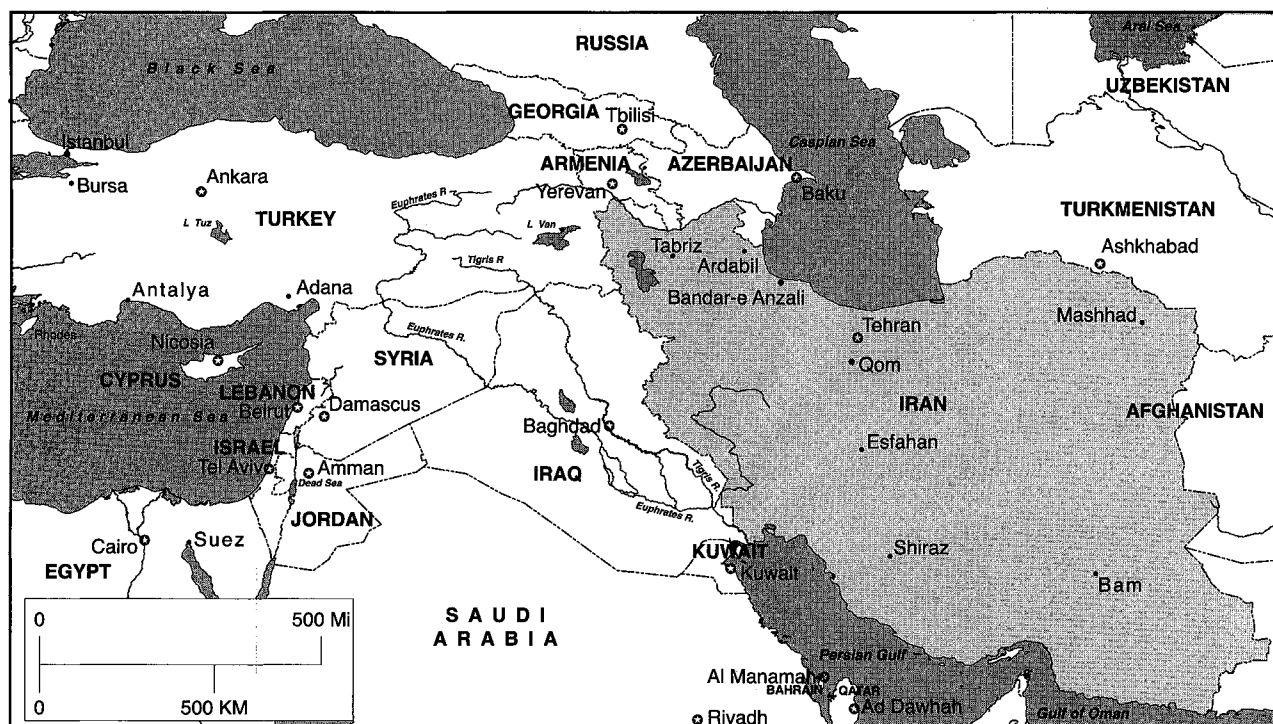 Aral Sea
RUSSIA
Black Sea
UZBEKISTAN
GEORGIA
Tbilisi
Caspian Sea
Istanbul
ARMENIA
AZERBAIJAN
Bursa
Ankara
Yerevan
Baku
Euphrates R
TURKEY
TURKMENISTAN
L Tuz
L Van
Tabriz
Ashkhabad
Tigris R
Ardabil
Antalya
Adana
Bandar-e Anzali
Mashhad
Rhodes
Euphrates R.
Tehran
Nicosia
SYRIA
Qom
CYPRUS
LEBANON
IRAN
Mediterranean Sea
Beirut
Damascus
AFGHANISTAN
Baghdad
ISRAEL
Esfahan
Tel Aviv
Amman
IRAQ
Tigris R.
Dead Sea
Euphrates R.
JORDAN
Cairo
Suez
KUWAIT
Shiraz
EGYPT
Kuwait
Bam
0
500 Mi
SAUDI
ARABIA
Persian Gulf
Al Manamah
BAHRAIN
QATAR
0
500 KM
Riyadh
Ad Dawhah
Gulf of Oman